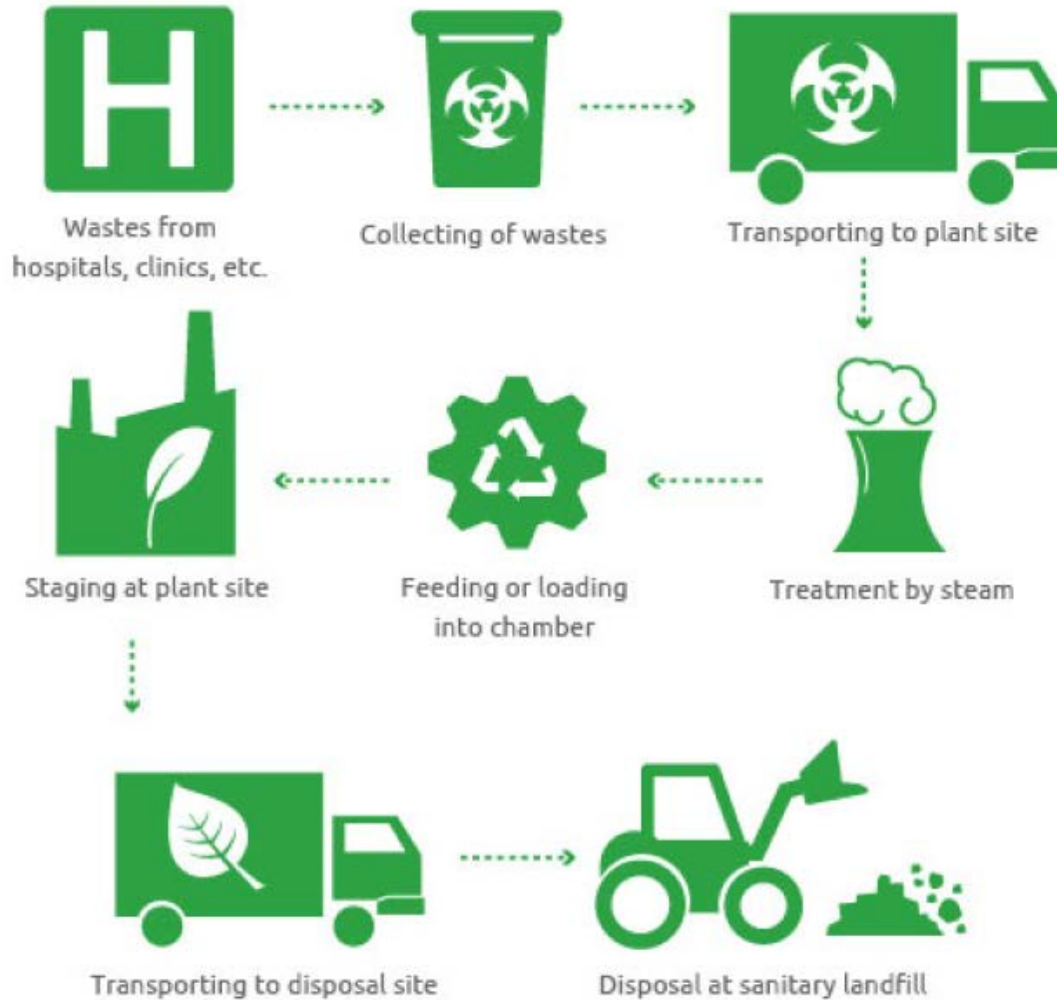 H
Wastes from
hospitals, clinics, etc.
Collecting of wastes
Transporting to plant site
Treatment by steam
Feeding or loading
into chamber
Staging at plant site
Transporting to disposal site
Disposal at sanitary landfill